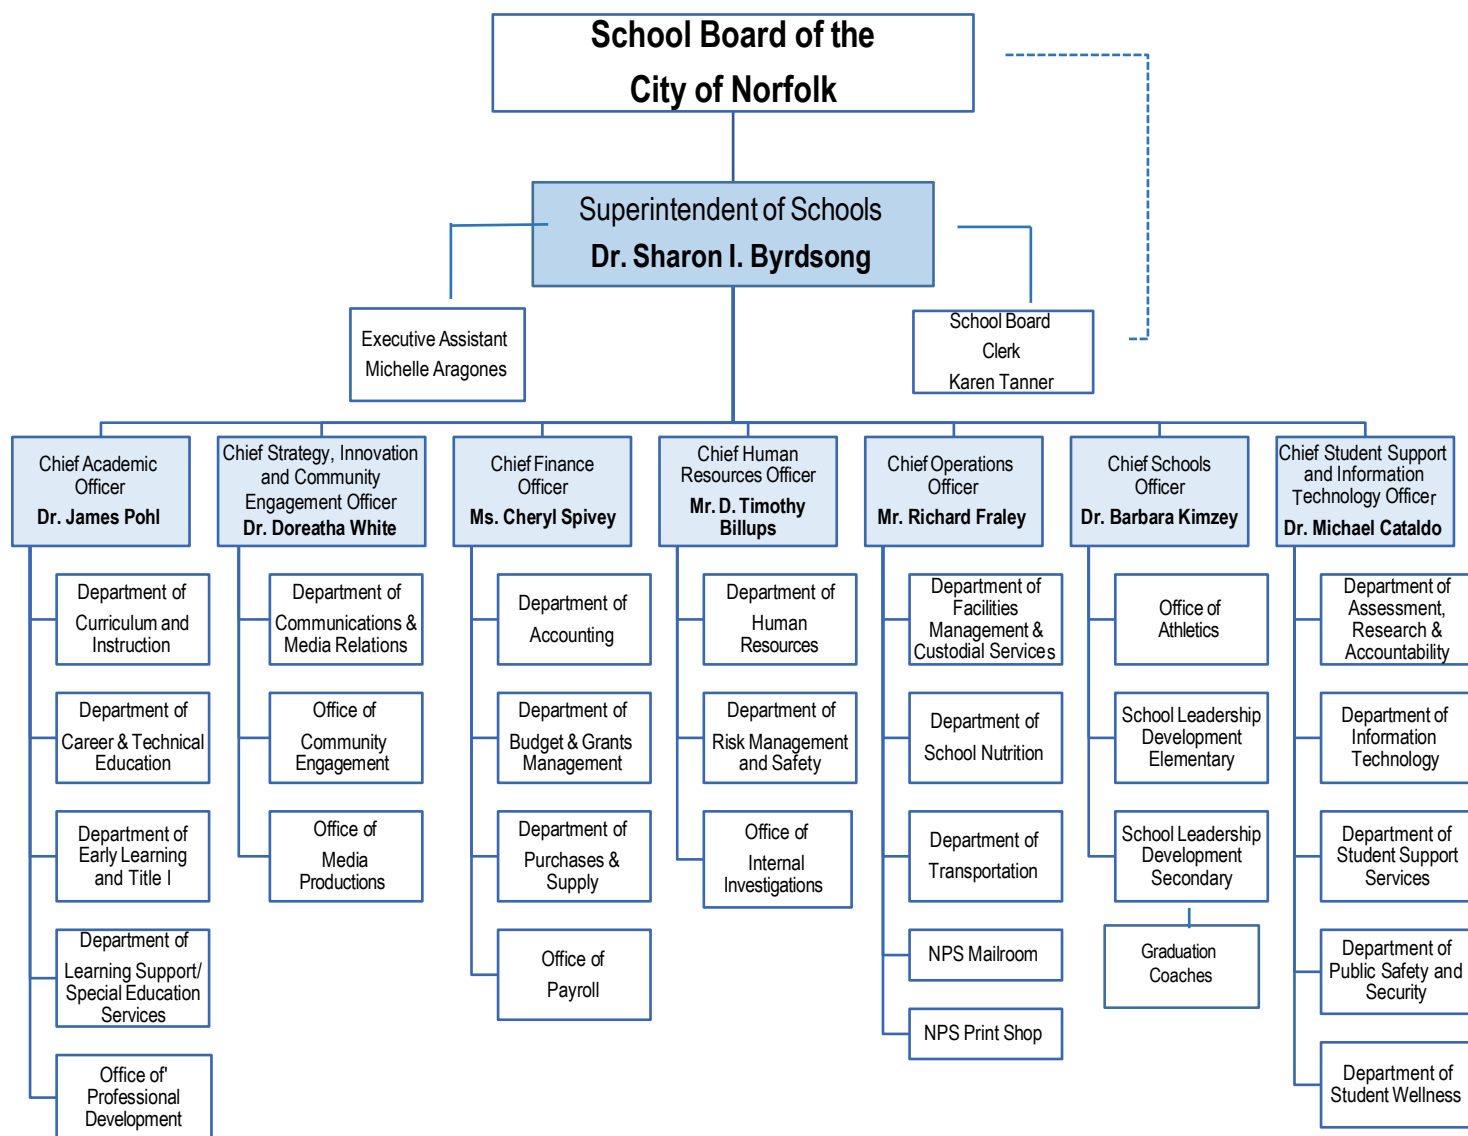 School Board of the
City of Norfolk
Superintendent of Schools
Dr. Sharon I. Byrdsong
Executive Assistant
Michelle Aragones
School Board
Clerk
Karen Tanner
Chief Academic
Officer
Dr. James Pohl
Chief Strategy, Innovation
and Community
Engagement Officer
Dr. Doreatha White
Chief Finance
Officer
Ms. Cheryl Spivey
Chief Human
Resources Officer
Mr. D. Timothy
Billups
Chief Operations
Officer
Mr. Richard Fraley
Chief Schools
Officer
Dr. Barbara Kimzey
Chief Student Support
and Information
Technology Officer
Dr. Michael Cataldo
Department of
Curriculum and
Instruction
Department of
Career & Technical
Education
Department of
Early Learning
and Title I
Department of
Learning Support/
Special Education
Services
Office of'
Professional
Development
Department of
Communications &
Media Relations
Office of
Community
Engagement
Office of
Media
Productions
Department of
Accounting
Department of
Budget & Grants
Management
Department of
Purchases &
Supply
Office of
Payroll
Department of
Human
Resources
Department of
Risk Management
and Safety
Office of
Internal
Investigations
Department of
Facilities
Management &
Custodial Services
Department of
School Nutrition
Department of
Transportation
NPS Mailroom
NPS Print Shop
Office of
Athletics
School Leadership
Development
Elementary
School Leadership
Development
Secondary
Graduation
Coaches
Department of
Assessment,
Research &
Accountability
Department of
Information
Technology
Department of
Student Support
Services
Department of
Public Safety and
Security
Department of
Student Wellness